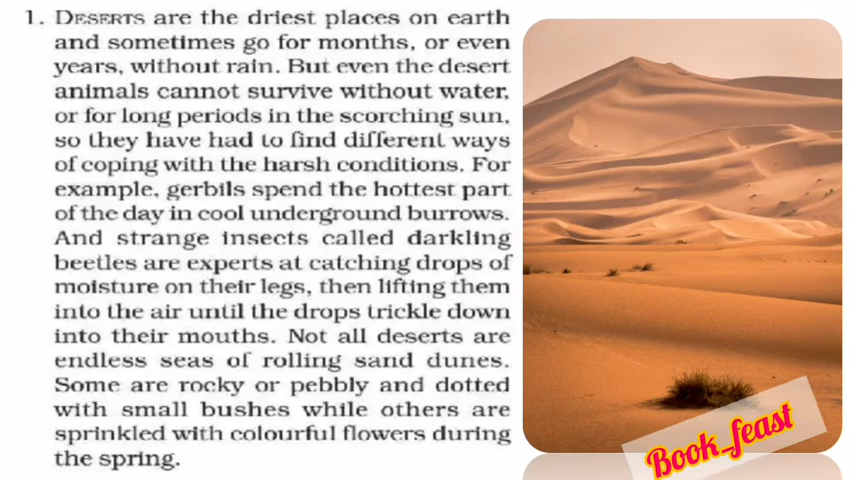 1. DESERTS are the driest places on earth
and sometimes go for months, or even
years, without rain. But even the desert
animals cannot survive without water,
or for long periods in the scorching sun,
so they have had to find different ways
of coping with the harsh conditions. For
example, gerbils spend the hottest part
of the day in cool underground burrows.
And strange insects called darkling
beetles are experts at catching drops of
moisture on their legs, then lifting them
into the air until the drops trickle down
into their mouths. Not all deserts are
endless seas of rolling sand dunes.
Some are rocky or pebbly and dotted
with small bushes while others are
sprinkled with colourful flowers during
the spring.
Book_feast